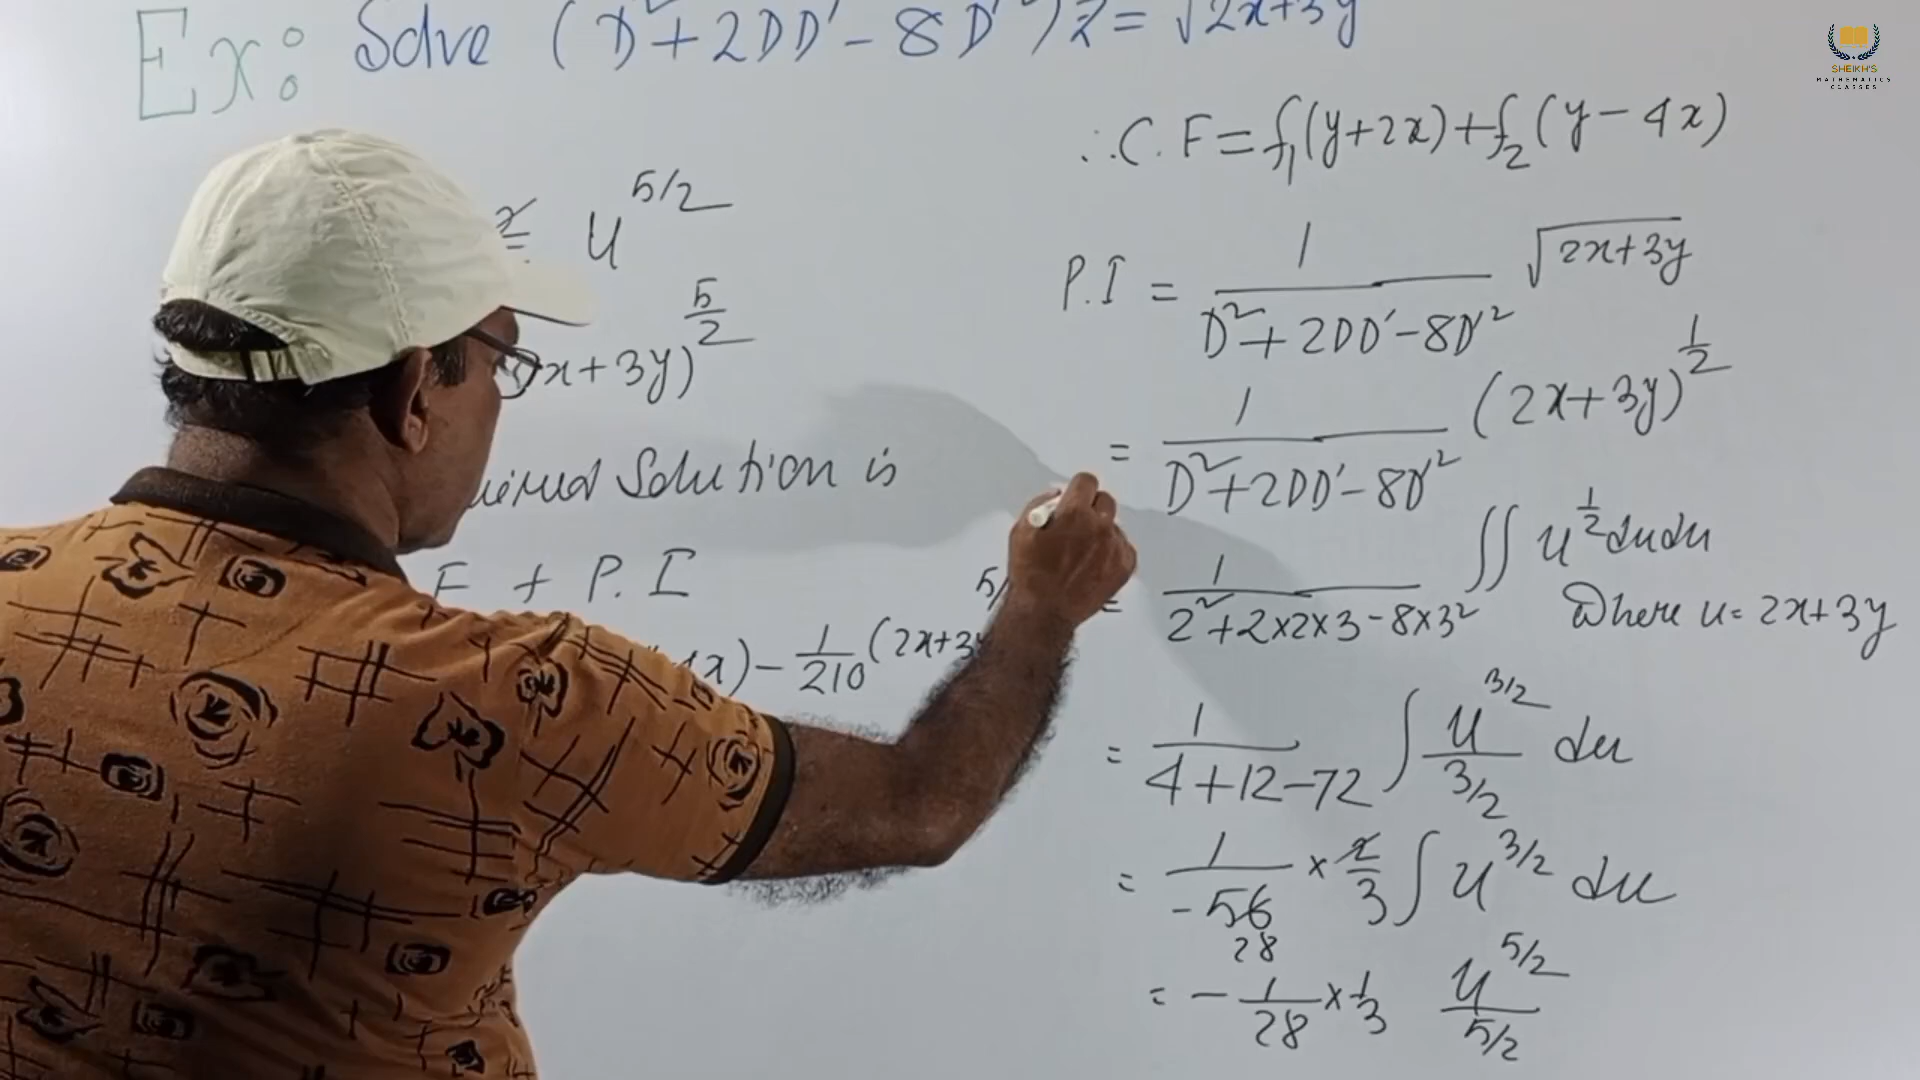 Ex: Solve (D²+2DD'-8D'²)z = √2x+3y
∴ C.F = f₁(y+2x)+f₂(y-4x)
P.I = 1/(D²+2DD'-8D'²) √(2x+3y)
= 1/(D²+2DD'-8D'²) (2x+3y)^(1/2)
= 1/(2²+2×2×3-8×3²) ∬ u^(1/2) du du
Where u = 2x+3y
= 1/(4+12-72) ∫ u^(3/2)/(3/2) du
= 1/(-56) × 2/3 ∫ u^(3/2) du
28
= - 1/28 × 1/3 u^(5/2)/(5/2)
u^(5/2)
x+3y)^(5/2)
Solution is
F + P.I
x) - 1/210 (2x+3y
SHEIKH'S
MATHEMATICS
CLASSES